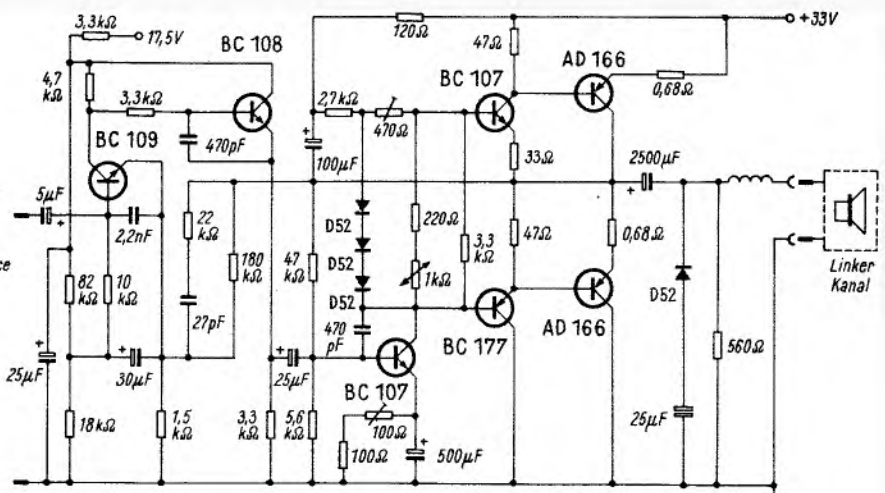 3,3kΩ
17,5V
BC 108
120Ω
47Ω
AD 166
+33V
4,7
kΩ
3,3kΩ
2,7kΩ
470Ω
BC 107
0,68Ω
BC 109
470pF
100µF
33Ω
2500µF
5µF
+
2,2nF
22
kΩ
180
kΩ
47
kΩ
D52
D52
D52
220Ω
1kΩ
3,3
kΩ
47Ω
0,68Ω
D52
Linker
Kanal
ce
82
kΩ
10
kΩ
27pF
470
pF
BC 177
AD 166
560Ω
25µF
+
30µF
+
25µF
+
BC 107
25µF
18kΩ
1,5
kΩ
3,3
kΩ
5,6
kΩ
100Ω
100Ω
+
500µF